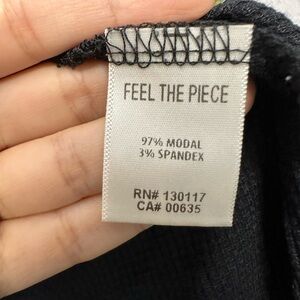 FEEL THE PIECE
97% MODAL
3% SPANDEX
RN# 130117
CA# 00635